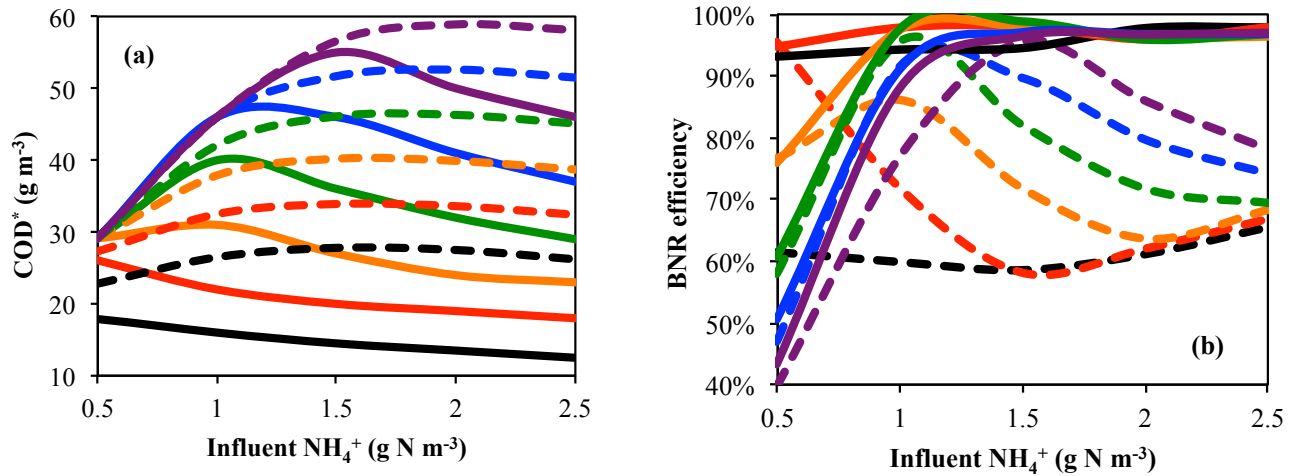 (a)
COD* (g m-3)
60
50
40
30
20
10
0.5 1 1.5 2 2.5
Influent NH4+ (g N m-3)
(b)
BNR efficiency
100%
90%
80%
70%
60%
50%
40%
0.5 1 1.5 2 2.5
Influent NH4+ (g N m-3)